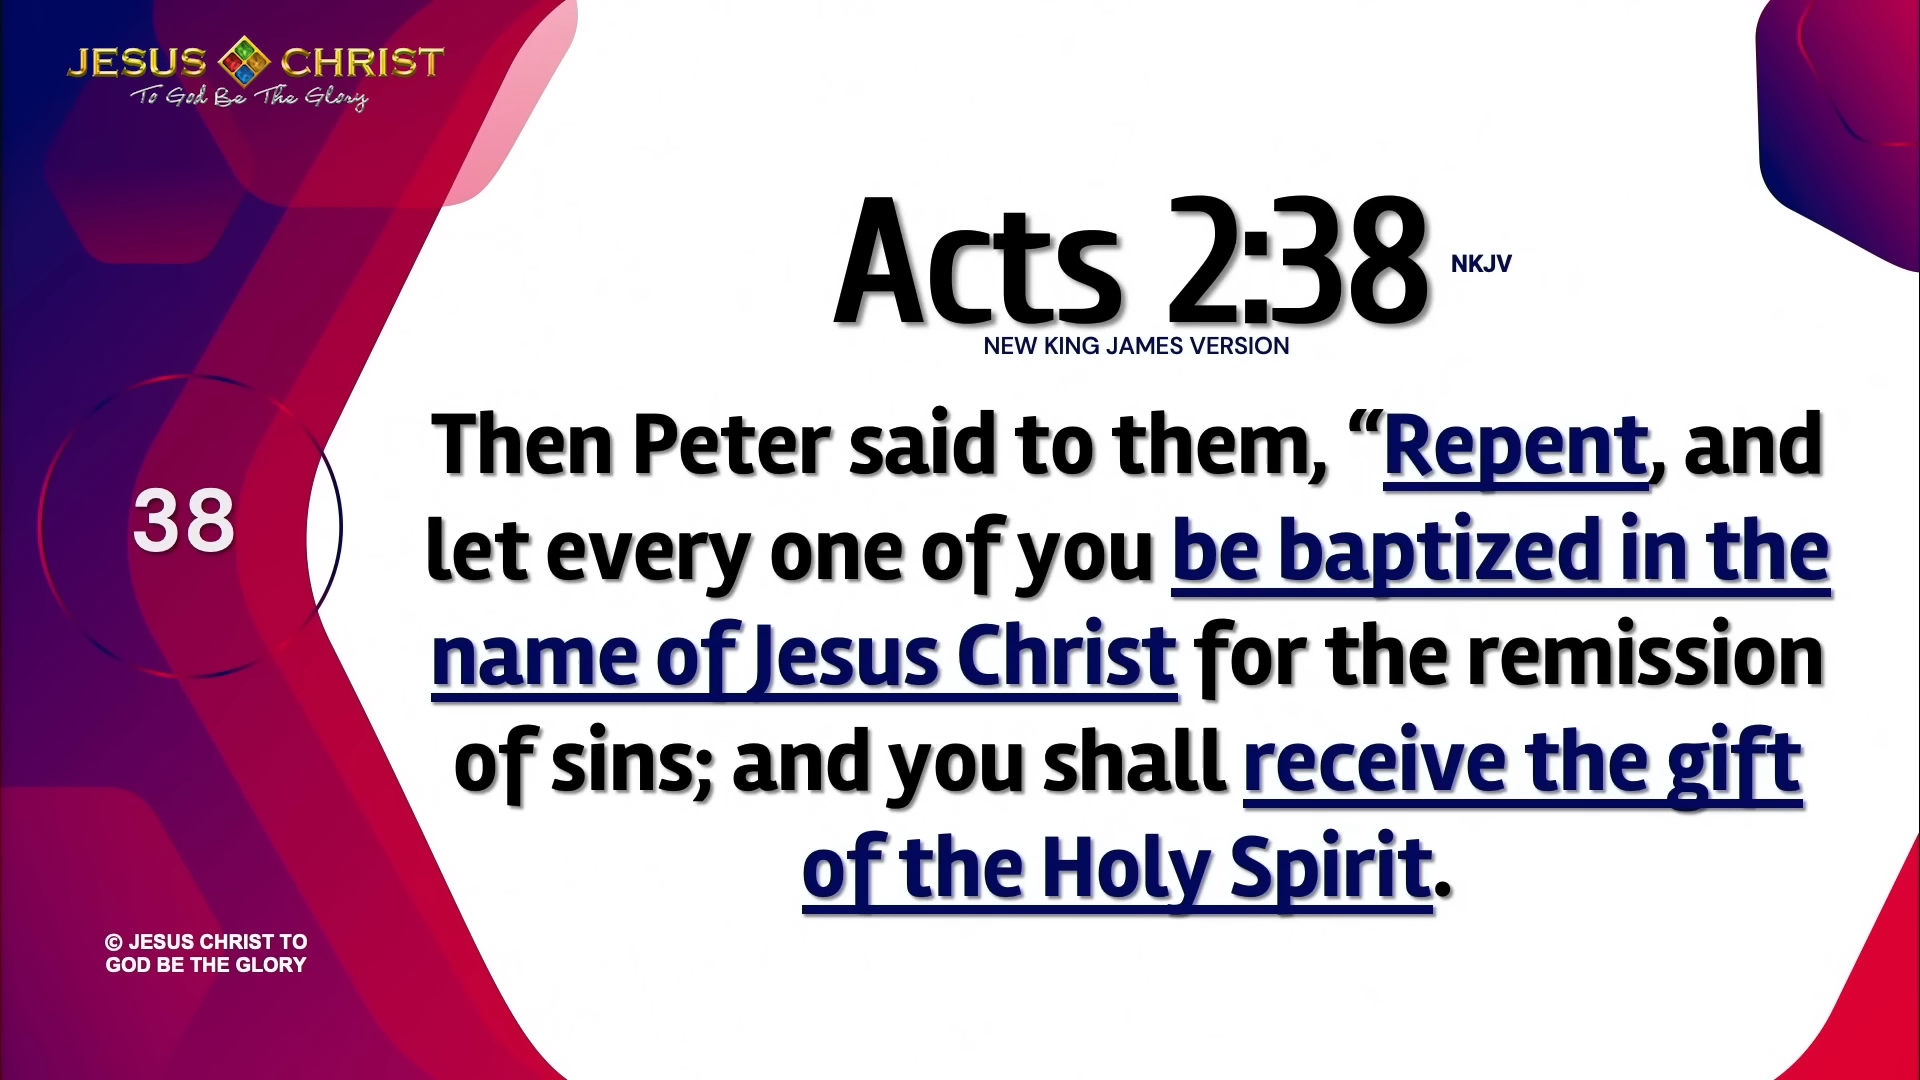 JESUS CHRIST
To God Be The Glory
Acts 2:38 NKJV
NEW KING JAMES VERSION
Then Peter said to them, “Repent, and
let every one of you be baptized in the
name of Jesus Christ for the remission
of sins; and you shall receive the gift
of the Holy Spirit.
38
© JESUS CHRIST TO
GOD BE THE GLORY